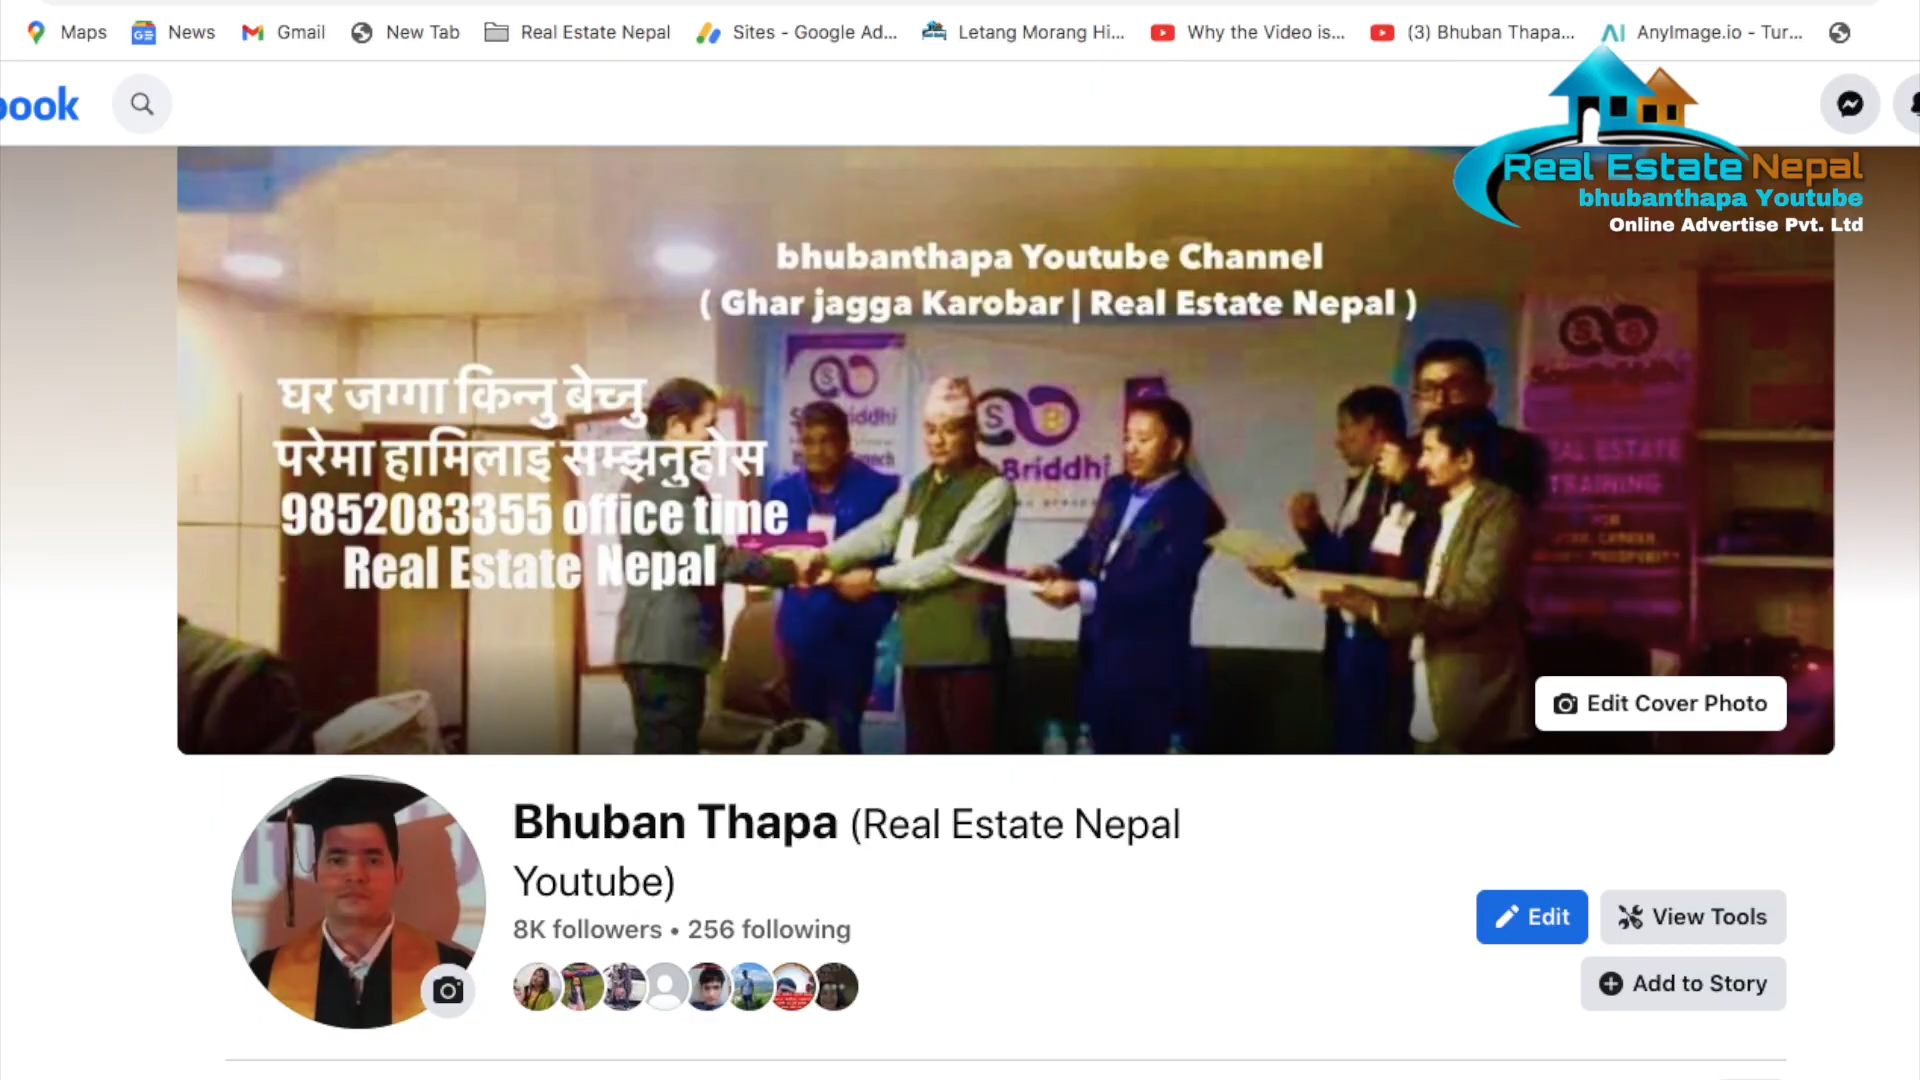 Maps
News
Gmail
New Tab
Real Estate Nepal
Sites - Google Ad...
Letang Morang Hi...
Why the Video is...
(3) Bhuban Thapa...
AnyImage.io - Tur...
book
Real Estate Nepal
bhubanthapa Youtube
Online Advertise Pvt. Ltd
bhubanthapa Youtube Channel
( Ghar jagga Karobar | Real Estate Nepal )
घर जग्गा किन्नु बेच्नु
परेमा हामिलाइ सम्झनुहोस
9852083355 office time
Real Estate Nepal
S B
Briddhi
TRAINING
Edit Cover Photo
Bhuban Thapa (Real Estate Nepal
Youtube)
8K followers • 256 following
Edit
View Tools
Add to Story